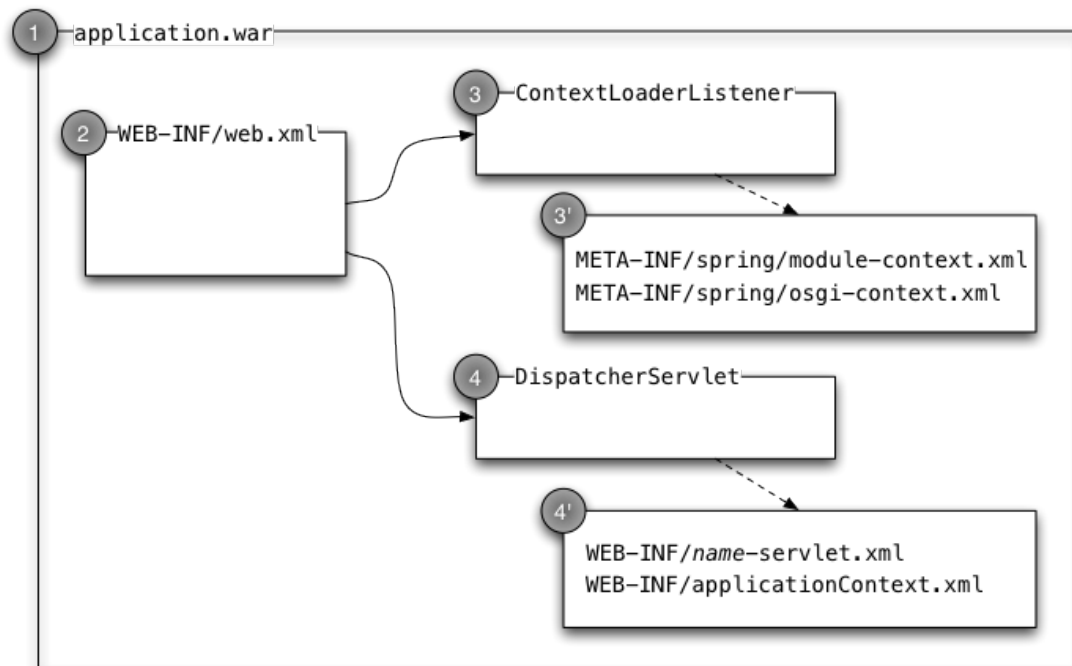 1 application.war
3 ContextLoaderListener
2 WEB-INF/web.xml
3'
META-INF/spring/module-context.xml
META-INF/spring/osgi-context.xml
4 DispatcherServlet
4'
WEB-INF/name-servlet.xml
WEB-INF/applicationContext.xml